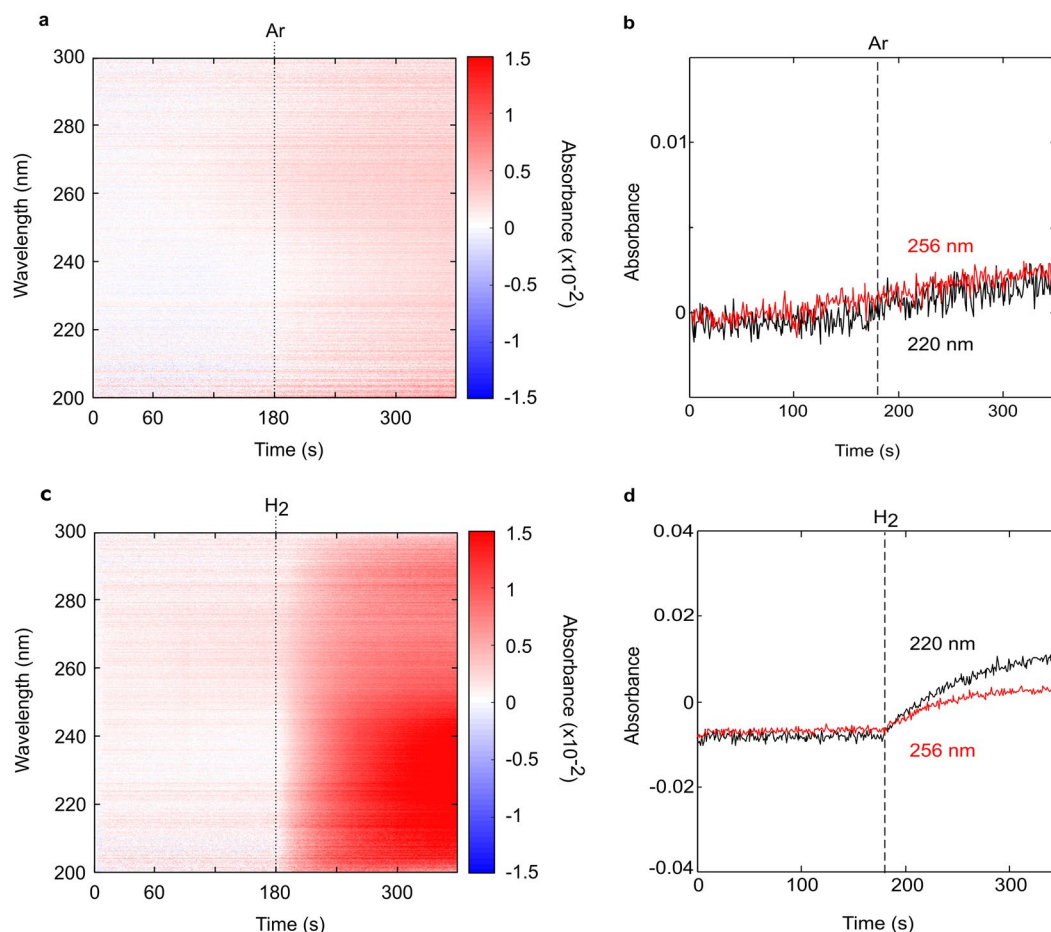 a
Ar
300
280
260
240
220
200
0
60
180
300
Wavelength (nm)
Time (s)
1.5
1
0.5
0
-0.5
-1
-1.5
Absorbance (x10-2)
b
Ar
0.01
0
Absorbance
256 nm
220 nm
0
100
200
300
Time (s)
c
H2
300
280
260
240
220
200
0
60
180
300
Wavelength (nm)
Time (s)
1.5
1
0.5
0
-0.5
-1
-1.5
Absorbance (x10-2)
d
H2
0.04
0.02
0
-0.02
-0.04
Absorbance
220 nm
256 nm
0
100
200
300
Time (s)